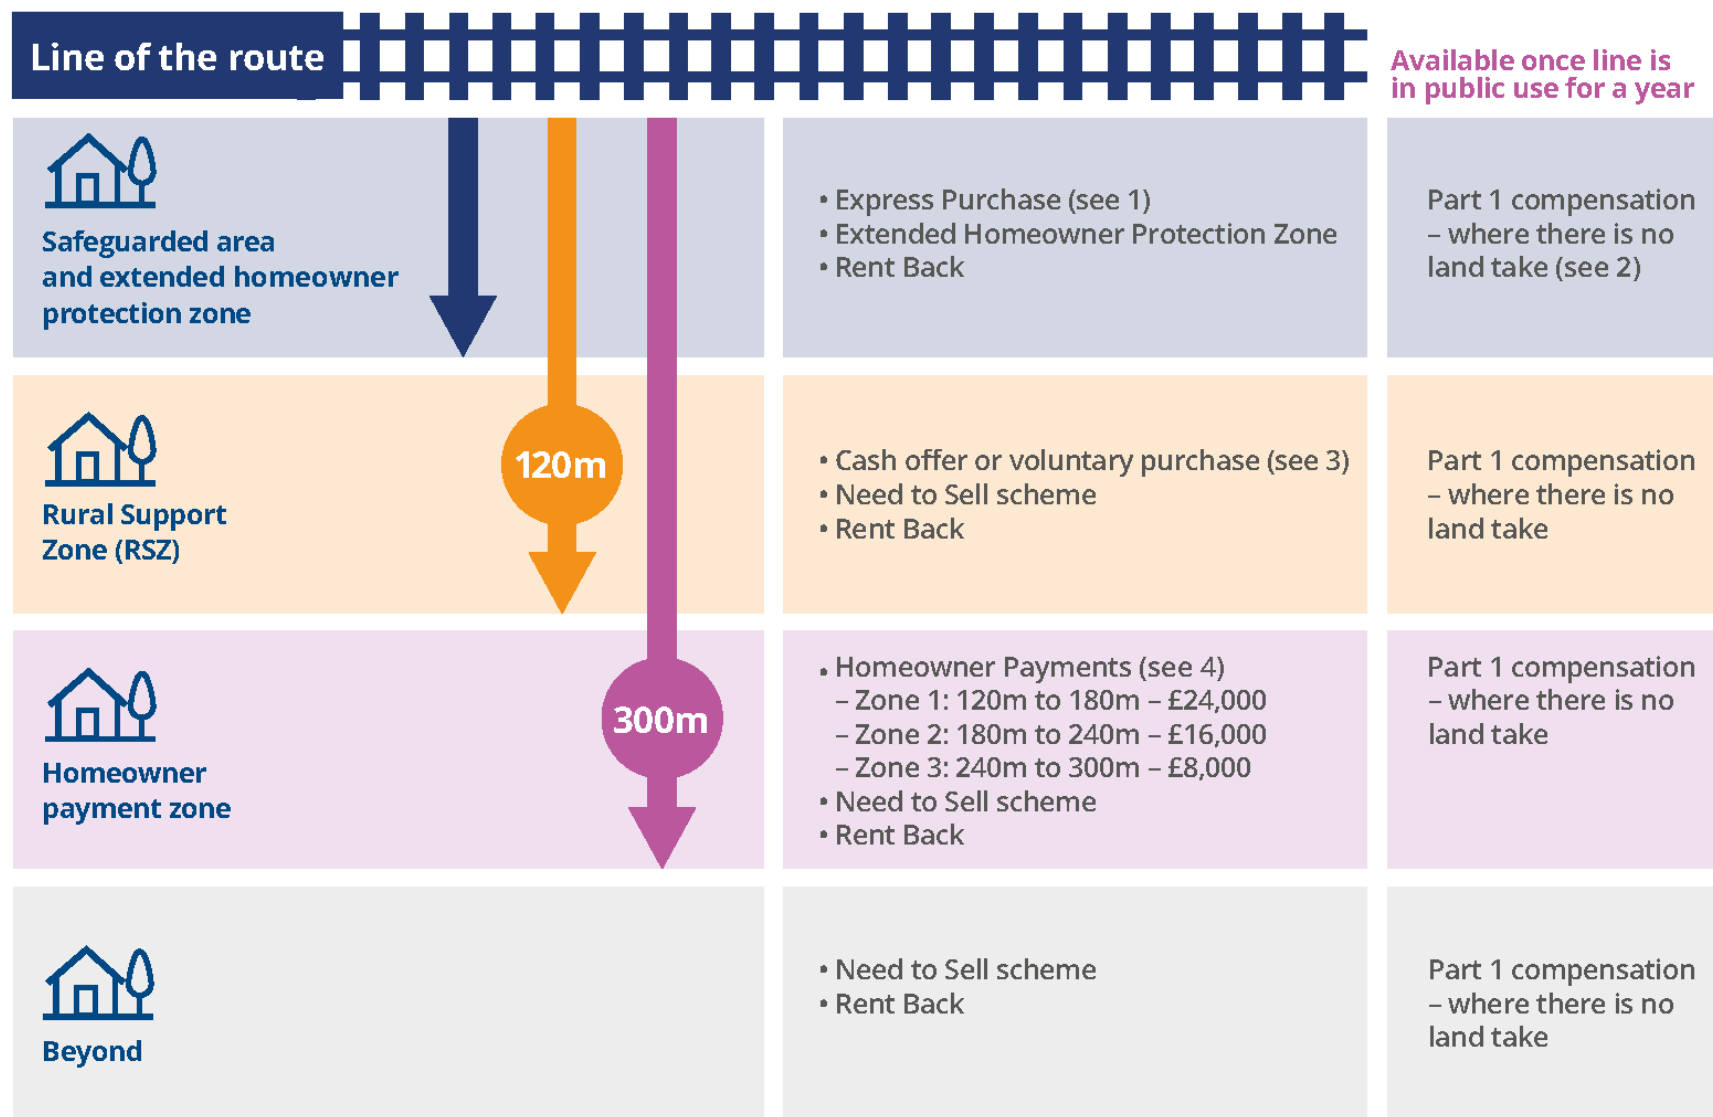 Line of the route
Available once line is
in public use for a year
Safeguarded area
and extended homeowner
protection zone
• Express Purchase (see 1)
• Extended Homeowner Protection Zone
• Rent Back
Part 1 compensation
– where there is no
land take (see 2)
Rural Support
Zone (RSZ)
120m
• Cash offer or voluntary purchase (see 3)
• Need to Sell scheme
• Rent Back
Part 1 compensation
– where there is no
land take
Homeowner
payment zone
300m
• Homeowner Payments (see 4)
– Zone 1: 120m to 180m – £24,000
– Zone 2: 180m to 240m – £16,000
– Zone 3: 240m to 300m – £8,000
• Need to Sell scheme
• Rent Back
Part 1 compensation
– where there is no
land take
Beyond
• Need to Sell scheme
• Rent Back
Part 1 compensation
– where there is no
land take